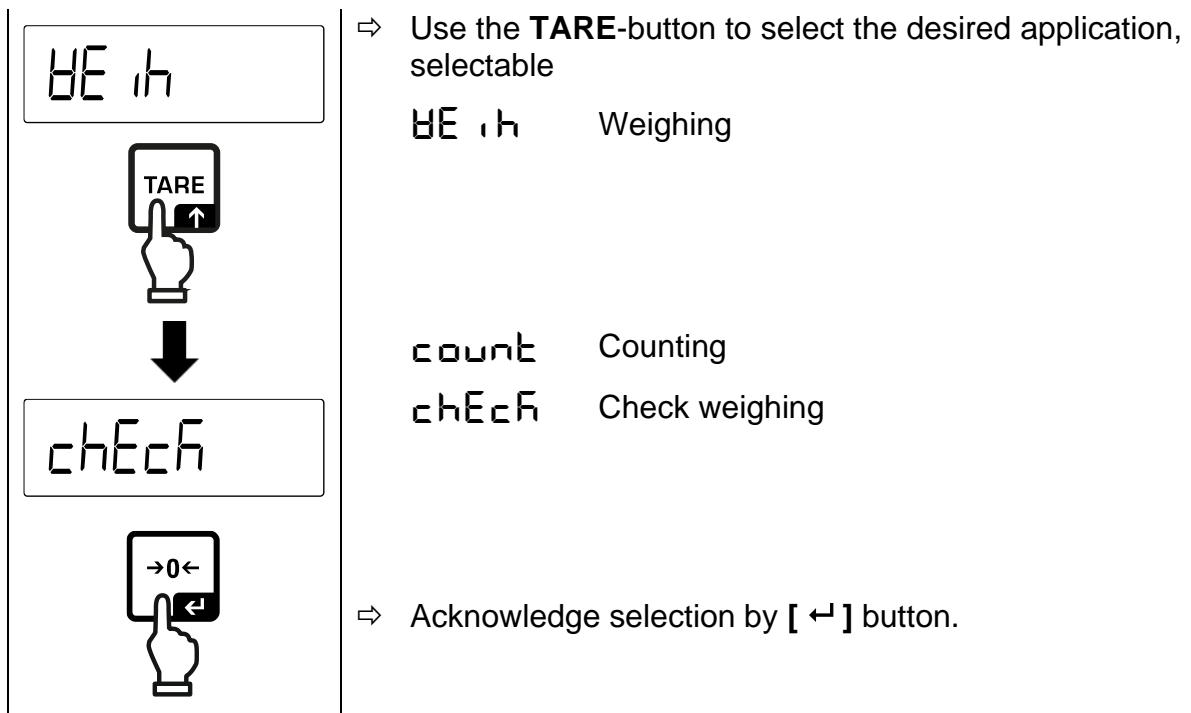 WEih
TARE
↑
chEck
→0←
↵
⇨ Use the TARE-button to select the desired application,
selectable
WEih Weighing
count Counting
chEck Check weighing
⇨ Acknowledge selection by [ ↵ ] button.